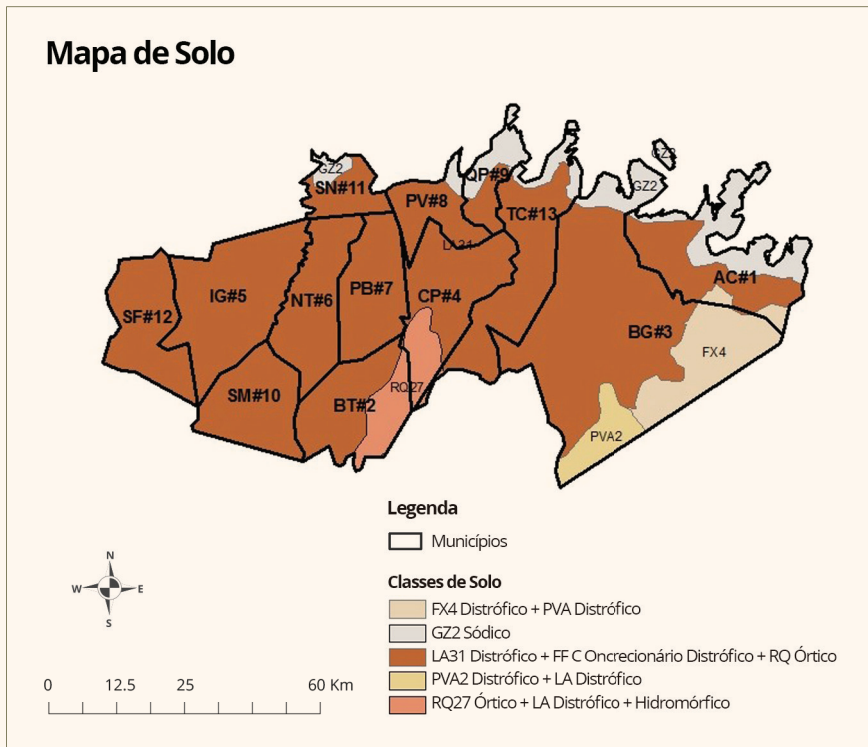 Mapa de Solo
GZ2
GZ2
QP#9
SN#11
GZ2
PV#8
TC#13
LA31
AC#1
IG#5
PB#7
CP#4
NT#6
SF#12
BG#3
FX4
RQ27
SM#10
BT#2
PVA2
Legenda
Municípios
Classes de Solo
FX4 Distrófico + PVA Distrófico
GZ2 Sódico
LA31 Distrófico + FF C Oncrecionário Distrófico + RQ Órtico
PVA2 Distrófico + LA Distrófico
RQ27 Órtico + LA Distrófico + Hidromórfico
N
W E
S
0 12.5 25 60 Km